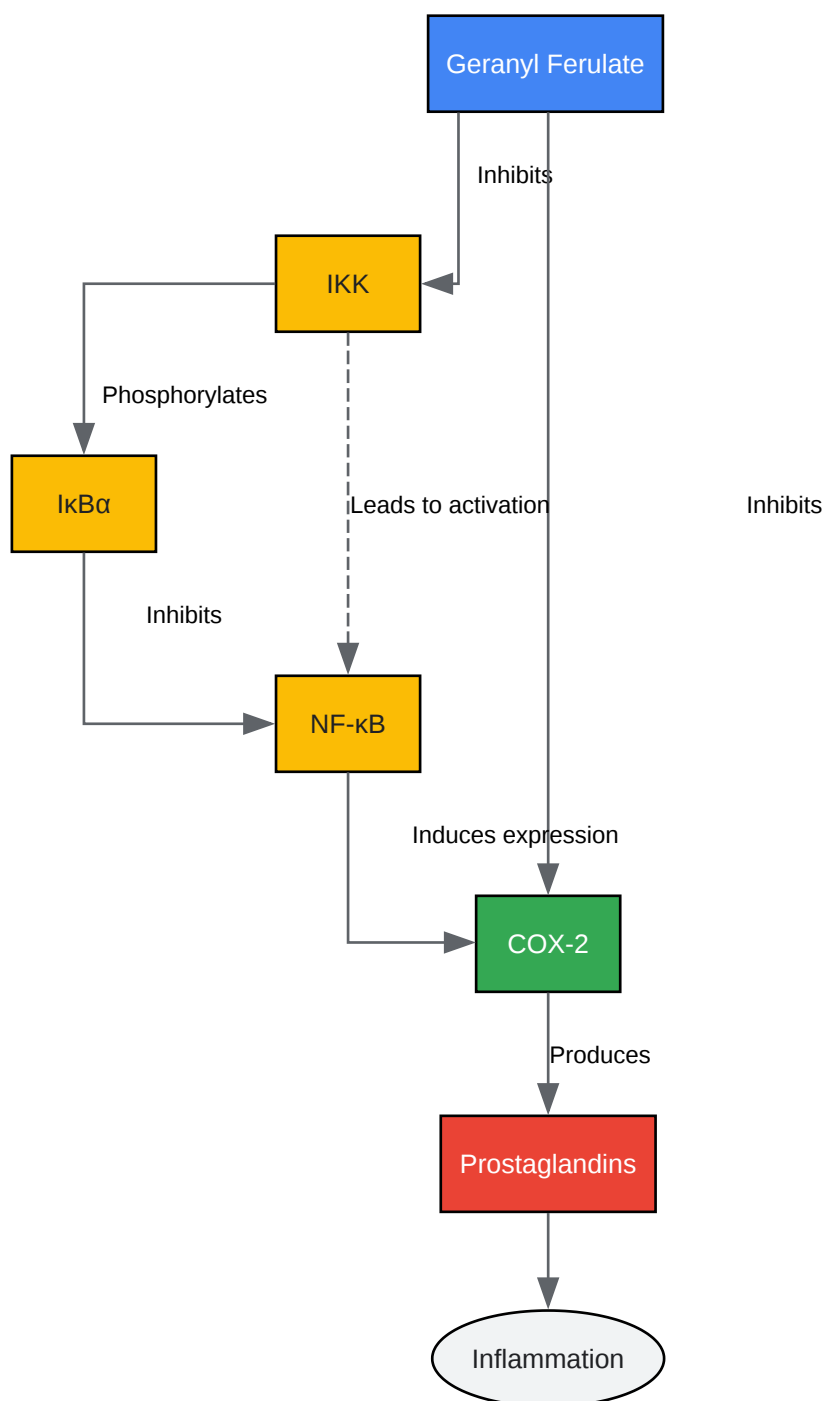 Geranyl Ferulate
Inhibits
IKK
Phosphorylates
IκBα
Leads to activation
Inhibits
Inhibits
NF-κB
Induces expression
COX-2
Produces
Prostaglandins
Inflammation